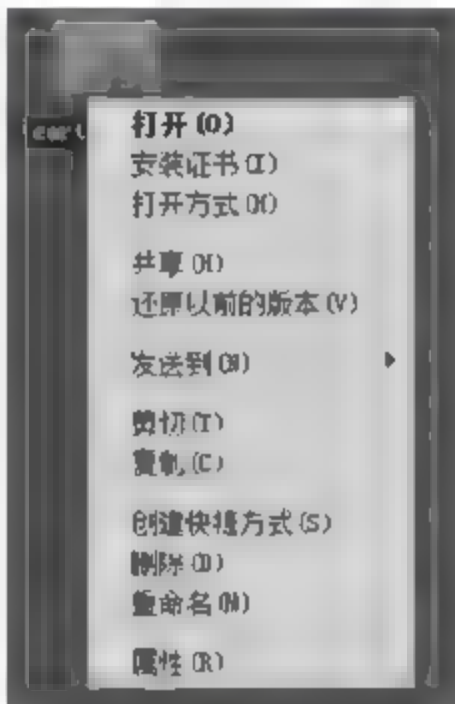 cert
打开(O)
安装证书(I)
打开方式(H)
共享(H)
还原以前的版本(V)
发送到(N)
剪切(T)
复制(C)
创建快捷方式(S)
删除(D)
重命名(M)
属性(R)